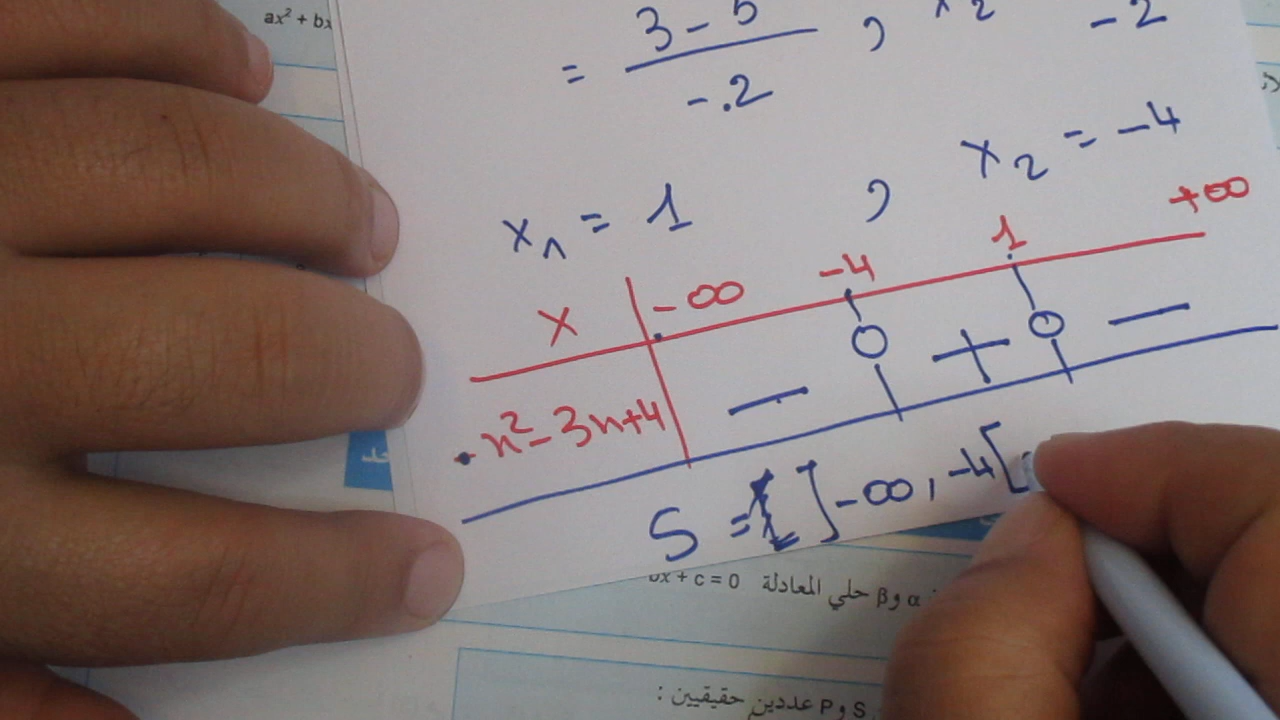 ax² + bx
= (3 - 5)/(-.2) , x₂ -2
x₁ = 1 , x₂ = -4
x -∞ -4 1 +∞
x² - 3x + 4 - 0 + 0 -
S = ]-∞, -4[
bx + c = 0 حلي المعادلة β و α
S و P عددين حقيقيين :